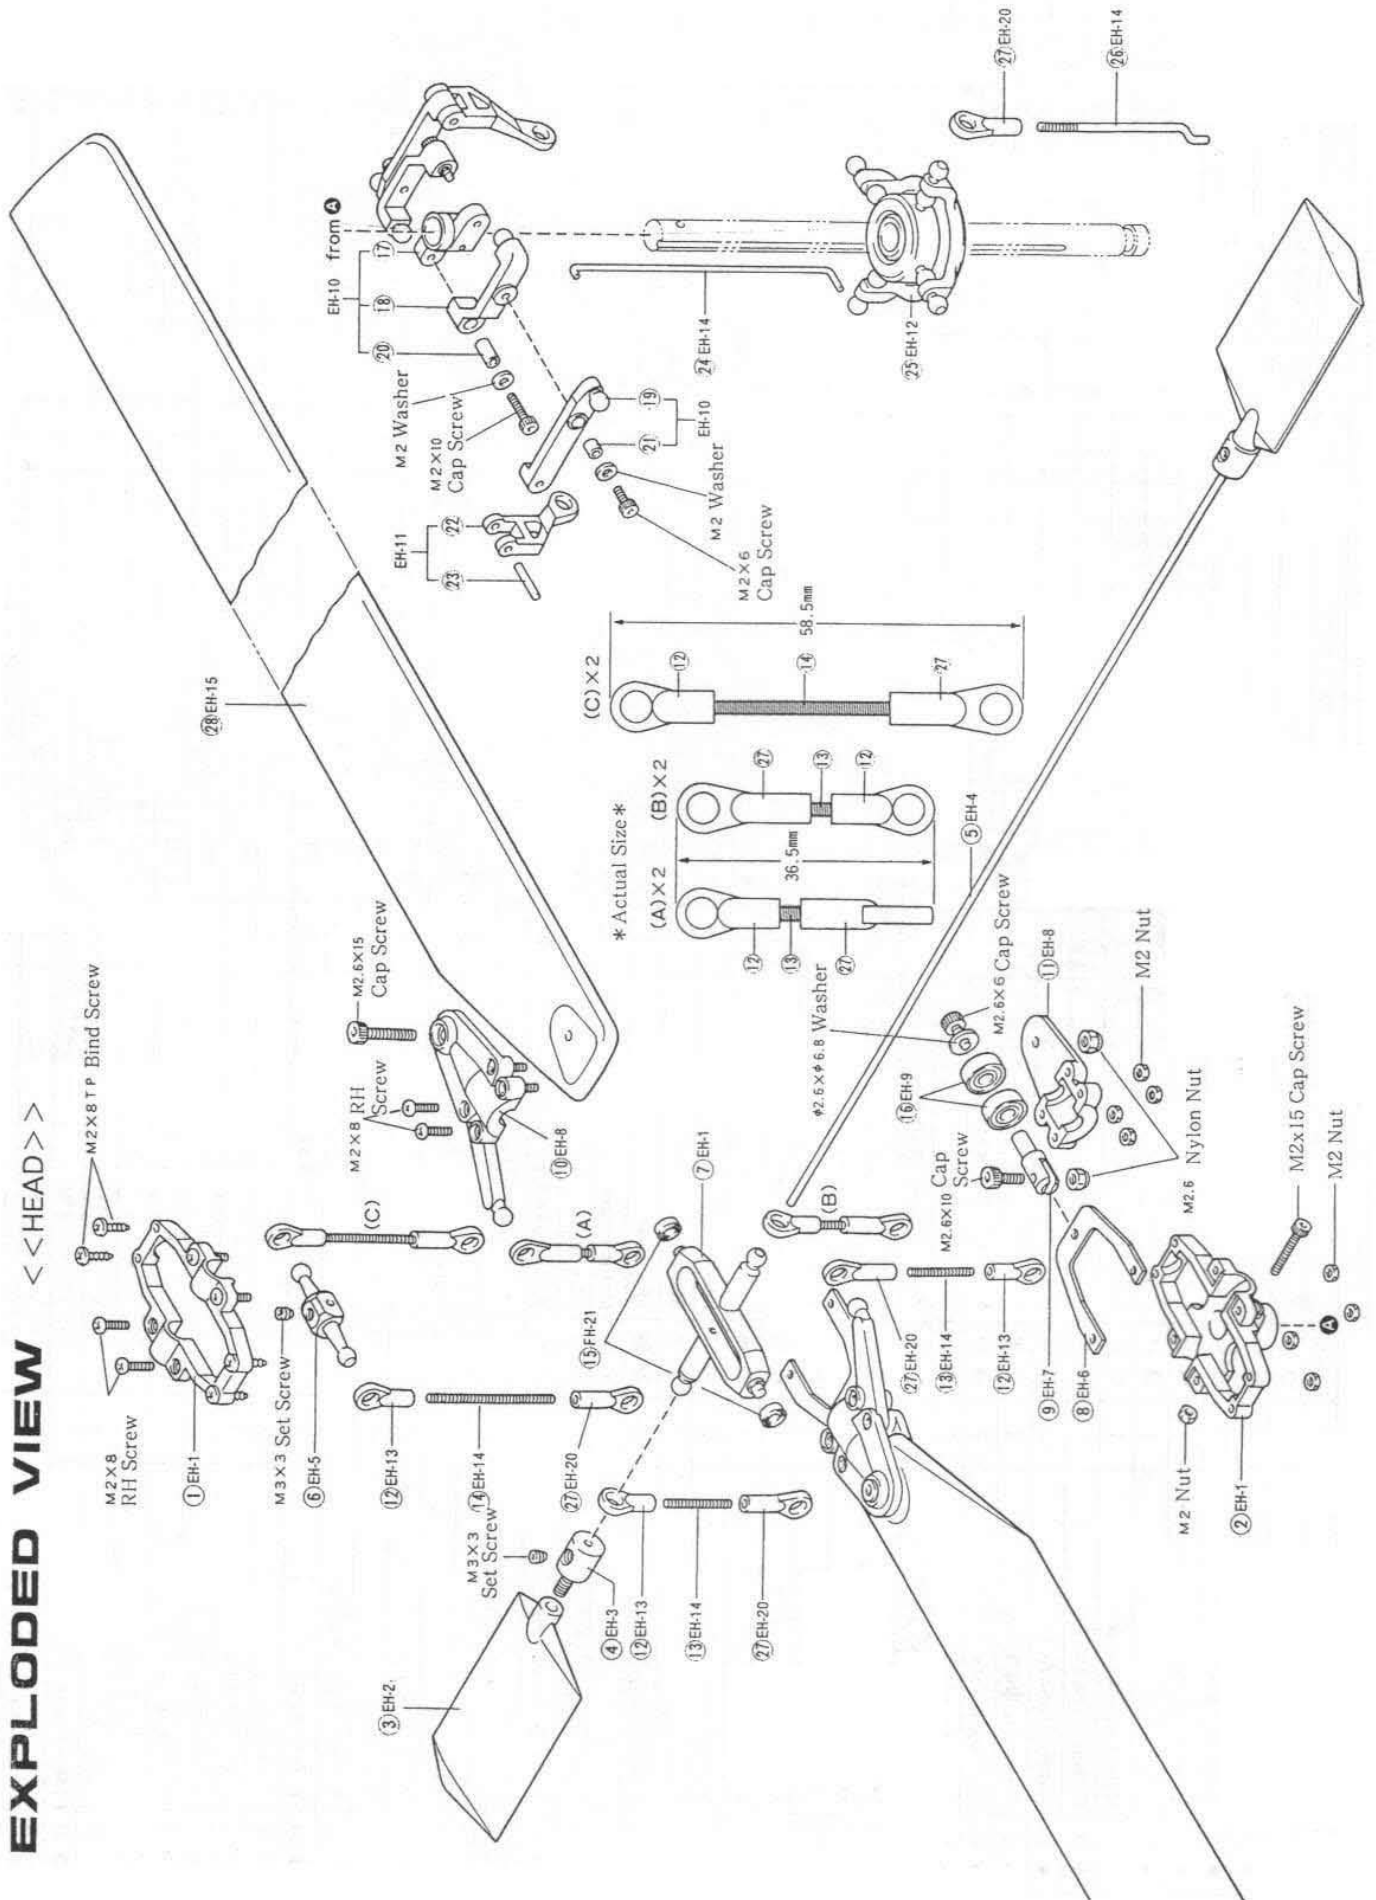 EXPLODED VIEW <<HEAD>>
M2×8TP Bind Screw
M2×8
RH Screw
①EH-1
M3×3 Set Screw
⑥EH-5
(C)
⑫EH-13
⑭EH-14
㉗EH-20
(A)
M2×8 RH
Screw
M2.6×15
Cap Screw
⑩EH-8
㉘EH-15
EH-10 from A
⑰
⑱
⑳
M2 Washer
M2×10
Cap Screw
EH-11
㉒
㉓
⑲
㉑
EH-10
M2 Washer
M2×6
Cap Screw
㉔EH-14
㉕EH-12
㉗EH-20
㉖EH-14
*Actual Size*
(A)×2
(B)×2
(C)×2
⑫
⑬
㉗
36.5mm
㉗
⑬
⑫
⑫
⑭
㉗
58.5mm
③EH-2
M3×3
Set Screw
④EH-3
⑫EH-13
⑬EH-14
㉗EH-20
⑮FH-21
⑦EH-1
(B)
⑤EH-4
㉗EH-20
⑬EH-14
⑫EH-13
φ2.6×φ6.8 Washer
M2.6×6 Cap Screw
⑯EH-9
⑪EH-8
M2.6×10 Cap
Screw
M2 Nut
M2.6 Nylon Nut
⑨EH-7
⑧EH-6
M2x15 Cap Screw
M2 Nut
A
M2 Nut
②EH-1